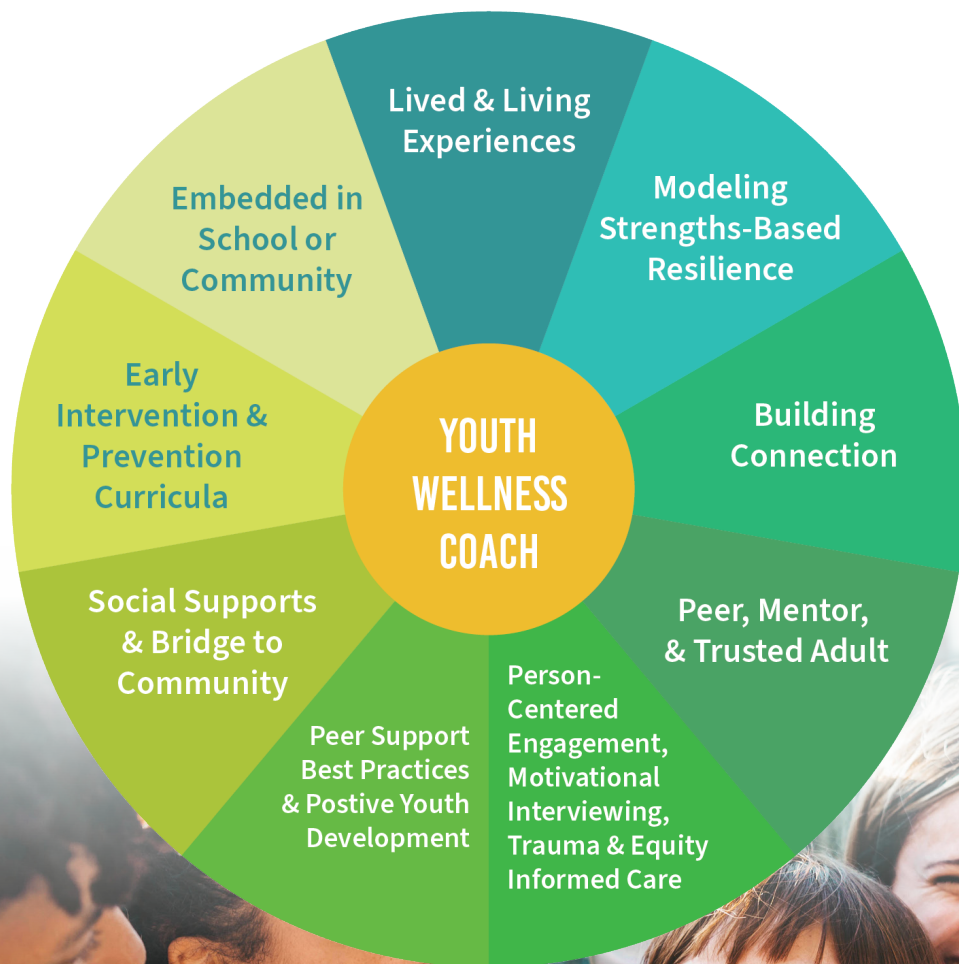 Lived & Living
Experiences
Modeling
Strengths-Based
Resilience
Building
Connection
Peer, Mentor,
& Trusted Adult
Person-
Centered
Engagement,
Motivational
Interviewing,
Trauma & Equity
Informed Care
Peer Support
Best Practices
& Postive Youth
Development
Social Supports
& Bridge to
Community
Early
Intervention &
Prevention
Curricula
Embedded in
School or
Community
YOUTH
WELLNESS
COACH